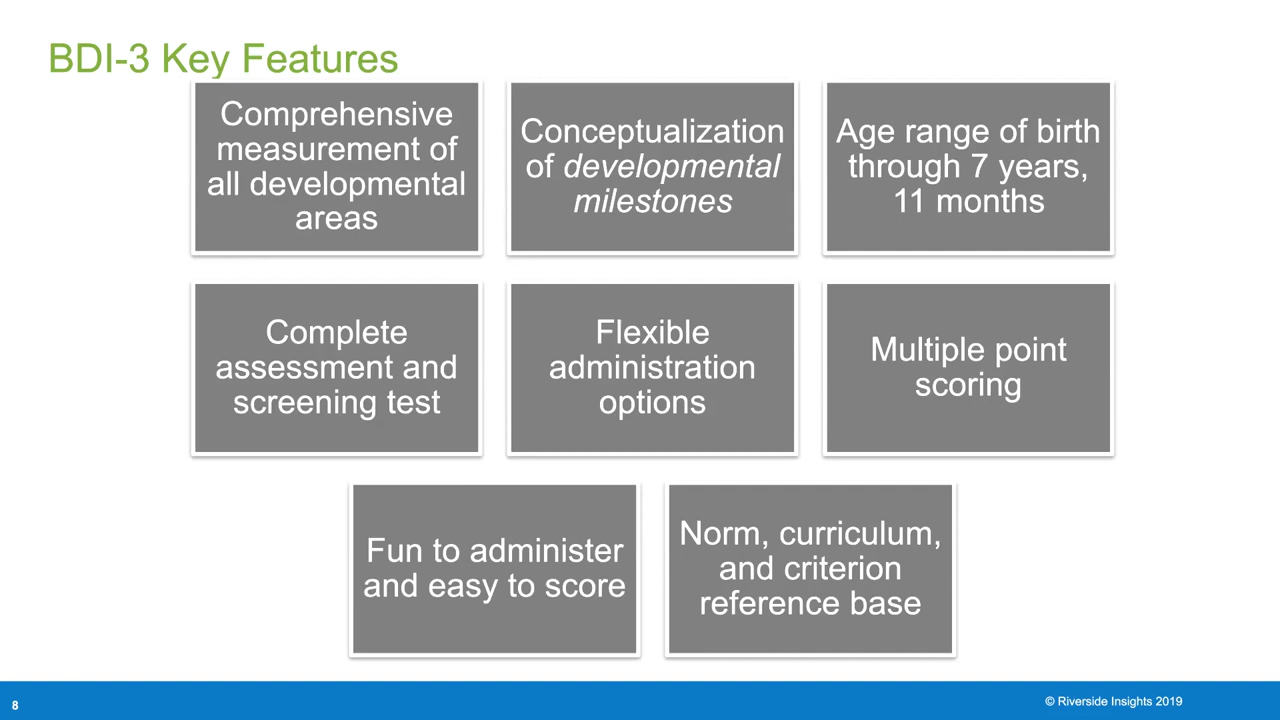 BDI-3 Key Features
Comprehensive
measurement of
all developmental
areas
Conceptualization
of developmental
milestones
Age range of birth
through 7 years,
11 months
Complete
assessment and
screening test
Flexible
administration
options
Multiple point
scoring
Fun to administer
and easy to score
Norm, curriculum,
and criterion
reference base
8
© Riverside Insights 2019